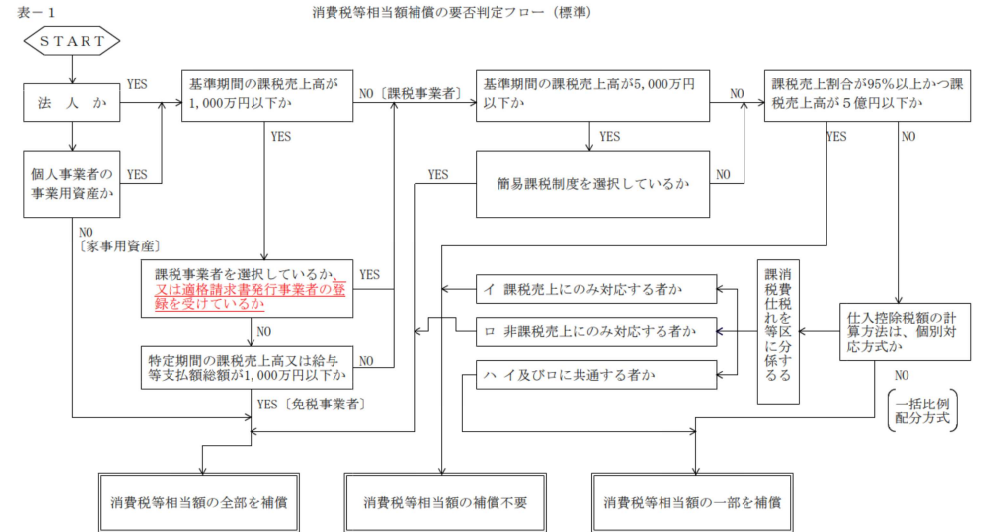 表－１
消費税等相当額補償の要否判定フロー（標準）
ＳＴＡＲＴ
法　人　か
YES
基準期間の課税売上高が
1,000万円以下か
NO〔課税事業者〕
基準期間の課税売上高が5,000万円
以下か
NO
課税売上割合が95%以上かつ課
税売上高が５億円以下か
YES
YES
YES
NO
個人事業者の
事業用資産か
YES
YES
簡易課税制度を選択しているか
NO
NO
〔家事用資産〕
課税事業者を選択しているか、
又は適格請求書発行事業者の登
録を受けているか
YES
NO
イ 課税売上にのみ対応する者か
ロ 非課税売上にのみ対応する者か
ハ イ及びロに共通する者か
消費税等に係る
課税仕れを区分する
仕入控除税額の計
算方法は、個別対
応方式か
特定期間の課税売上高又は給与
等支払額総額が1,000万円以下か
NO
YES〔免税事業者〕
NO
一括比例
配分方式
消費税等相当額の全部を補償
消費税等相当額の補償不要
消費税等相当額の一部を補償